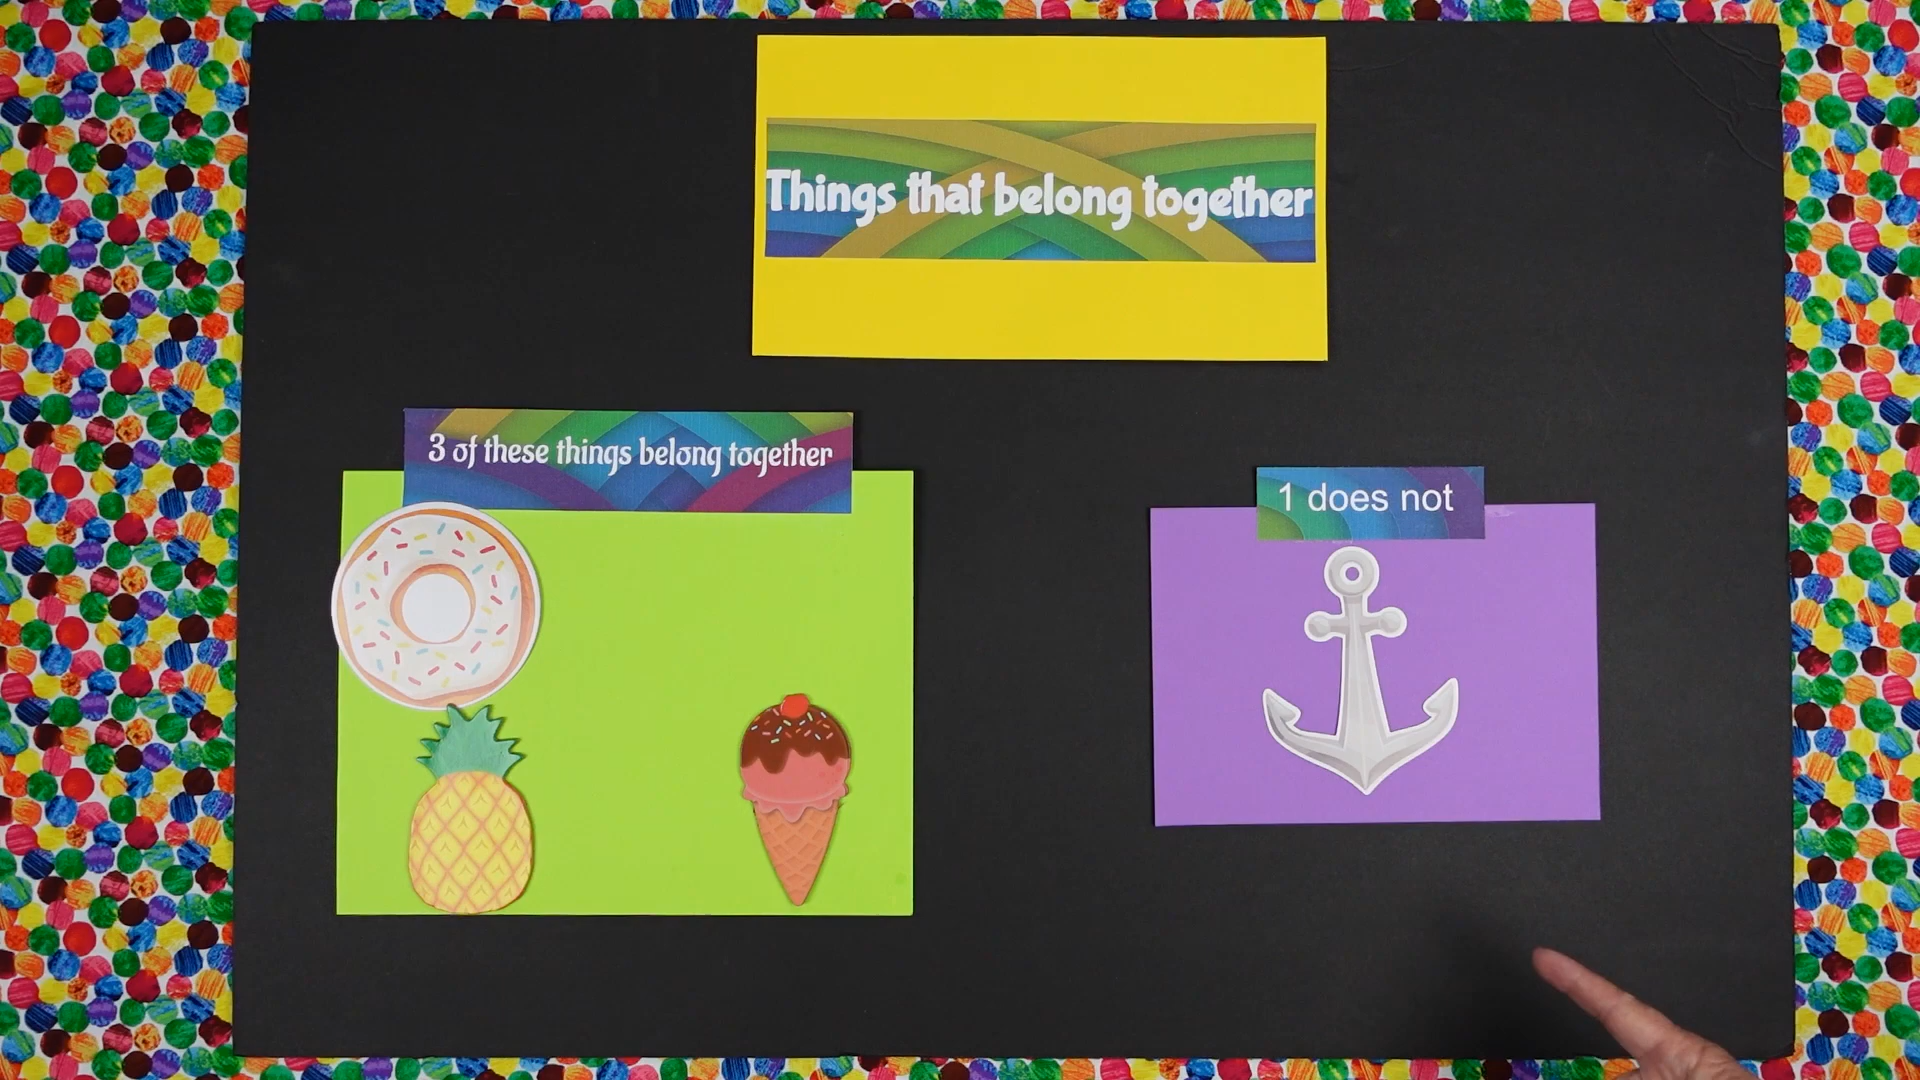 Things that belong together
3 of these things belong together
1 does not